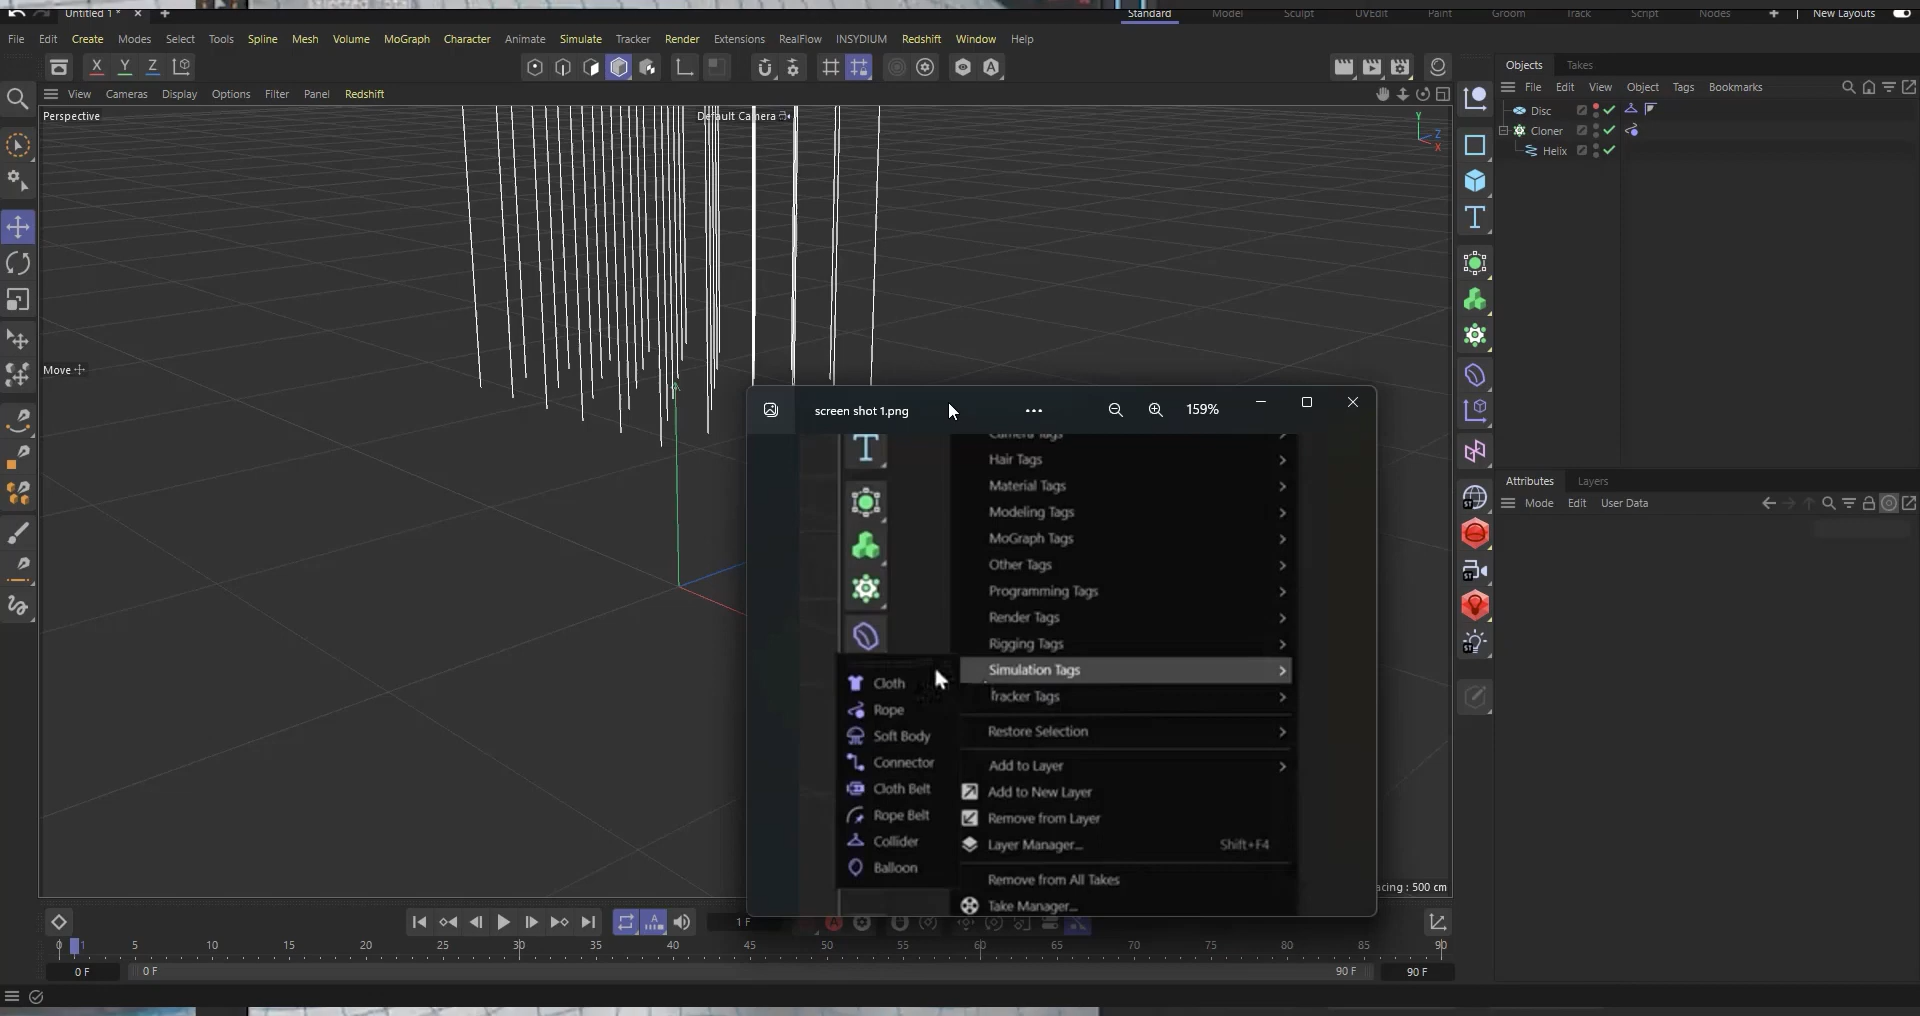 Untitled 1 *
Standard Model Sculpt UVEdit Paint Groom Track Script Nodes New Layouts
File Edit Create Modes Select Tools Spline Mesh Volume MoGraph Character Animate Simulate Tracker Render Extensions RealFlow INSYDIUM Redshift Window Help
X Y Z
Objects Takes
View Cameras Display Options Filter Panel Redshift
File Edit View Object Tags Bookmarks
Perspective
Default Camera
Y
Z
X
Disc
Cloner
Helix
Move
screen shot 1.png
159%
Hair Tags
Material Tags
Modeling Tags
MoGraph Tags
Other Tags
Programming Tags
Render Tags
Rigging Tags
Simulation Tags
Tracker Tags
Restore Selection
Add to Layer
Add to New Layer
Remove from Layer
Layer Manager... Shift+F4
Remove from All Takes
Take Manager...
Cloth
Rope
Soft Body
Connector
Cloth Belt
Rope Belt
Collider
Balloon
Attributes Layers
Mode Edit User Data
ST
ST
ST
acing : 500 cm
1 F
0 1 5 10 15 20 25 30 35 40 45 50 55 60 65 70 75 80 85 90
0 F 0 F 90 F 90 F